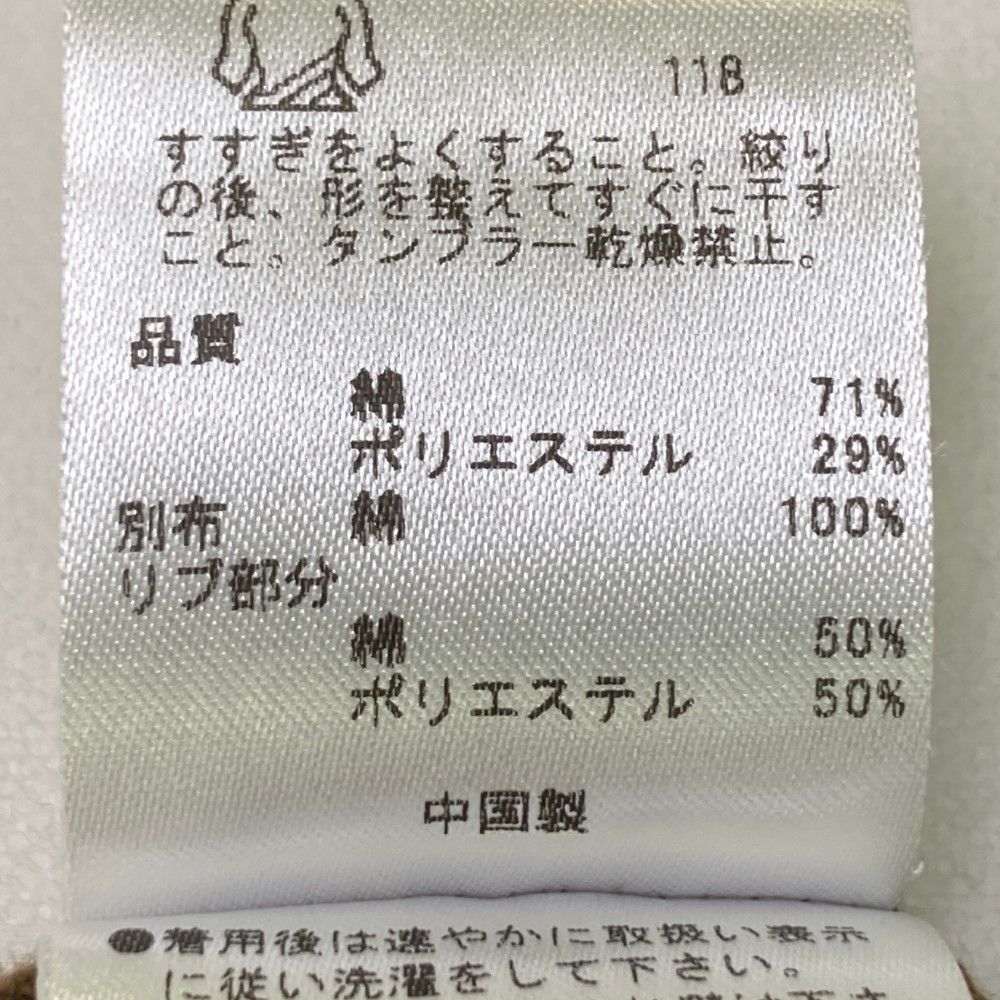 11B
すすぎをよくすること。絞り
の後、形を整えてすぐに干す
こと。タンブラー乾燥禁止。
品質
綿 71%
ポリエステル 29%
別布 綿 100%
リブ部分
綿 50%
ポリエステル 50%
中国製
●着用後は速やかに取扱い表示
に従い洗濯をして下さい。